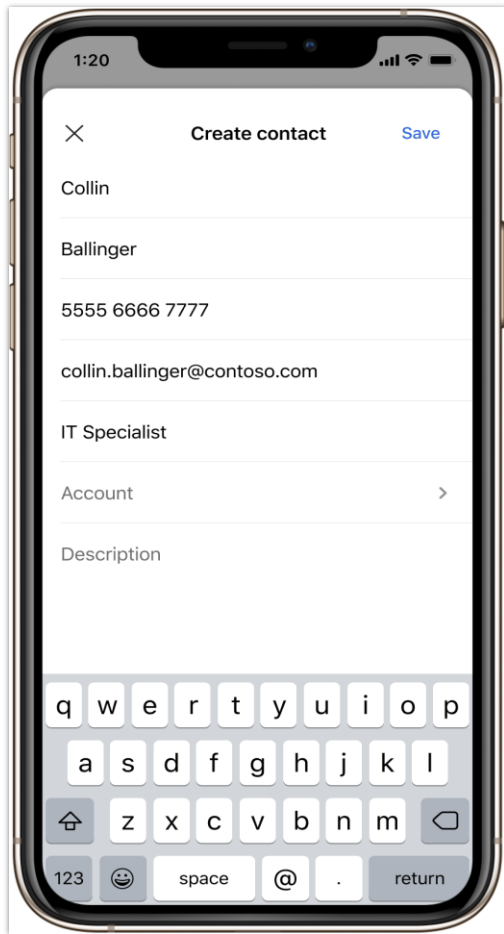 1:20
Create contact Save
Collin
Ballinger
5555 6666 7777
collin.ballinger@contoso.com
IT Specialist
Account
Description
q w e r t y u i o p
a s d f g h j k l
z x c v b n m
123 space @ . return